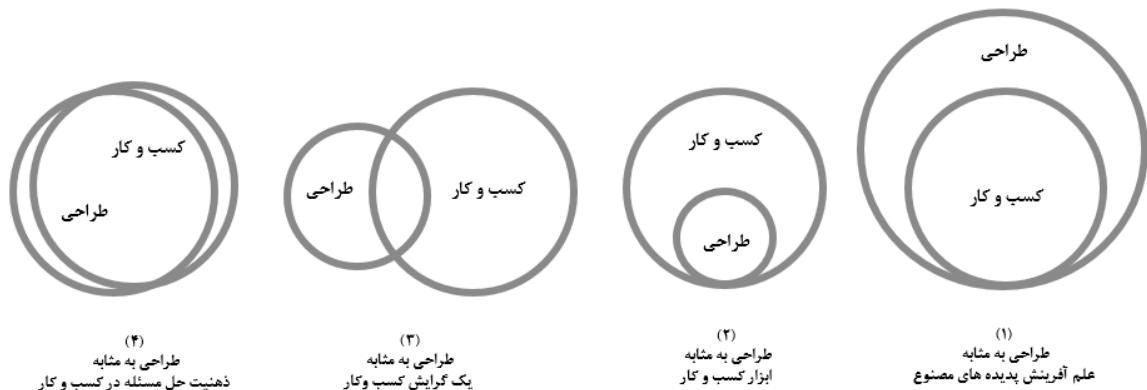 طراحی
کسب و کار
(۱)
طراحی به مثابه
علم آفرینش پدیده های مصنوع
کسب و کار
طراحی
(۲)
طراحی به مثابه
ابزار کسب و کار
طراحی
کسب و کار
(۳)
طراحی به مثابه
یک گرایش کسب وکار
کسب و کار
طراحی
(۴)
طراحی به مثابه
ذهنیت حل مسئله در کسب و کار